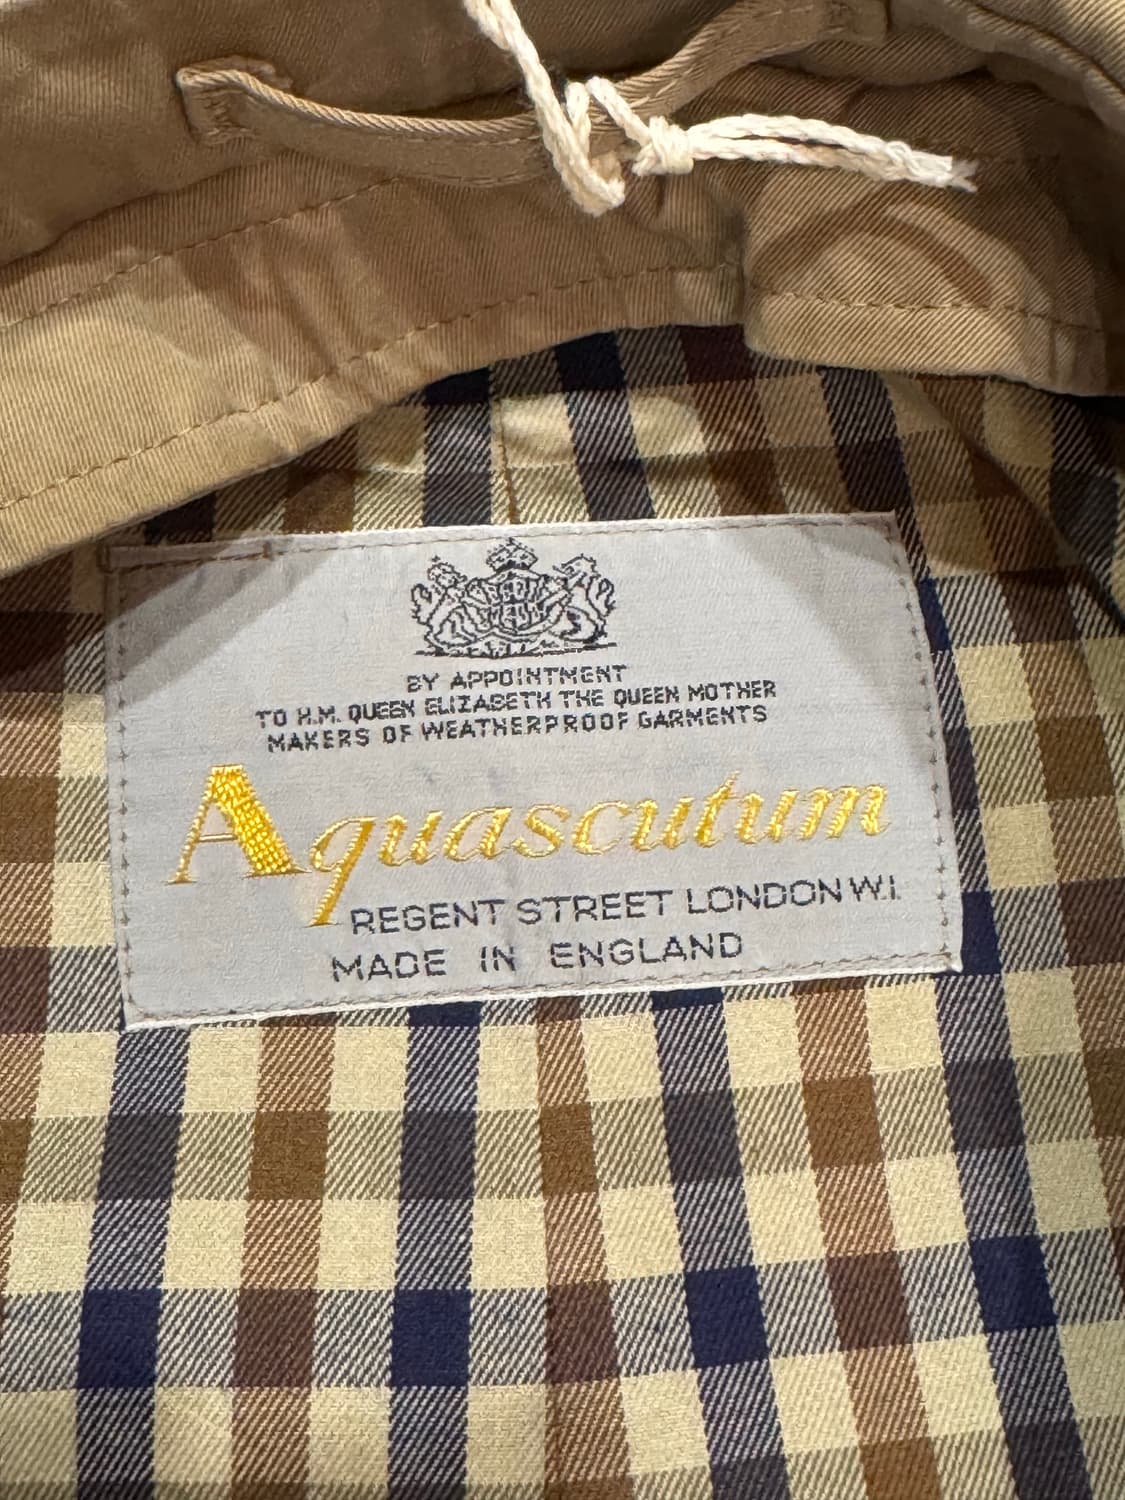 BY APPOINTMENT
TO H.M. QUEEN ELIZABETH THE QUEEN MOTHER
MAKERS OF WEATHERPROOF GARMENTS
Aquascutum
REGENT STREET LONDON W.1.
MADE IN ENGLAND